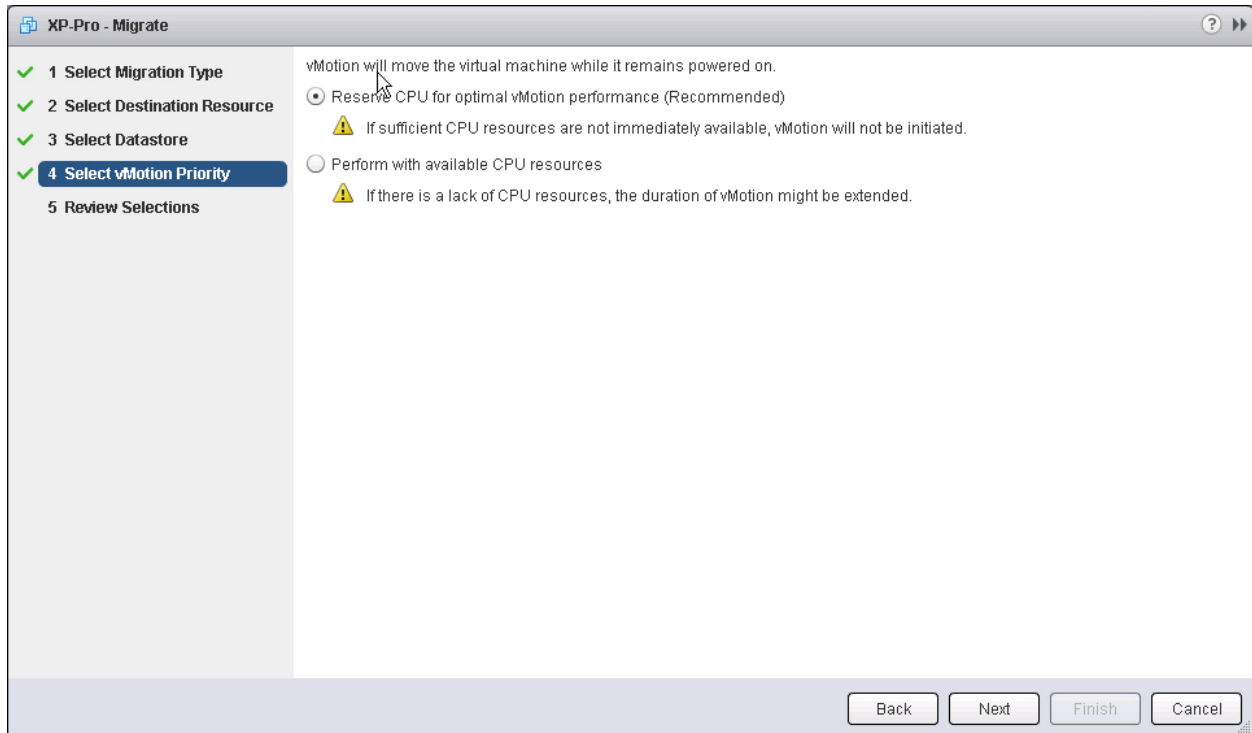 XP-Pro - Migrate
?
1 Select Migration Type
2 Select Destination Resource
3 Select Datastore
4 Select vMotion Priority
5 Review Selections
vMotion will move the virtual machine while it remains powered on.
Reserve CPU for optimal vMotion performance (Recommended)
If sufficient CPU resources are not immediately available, vMotion will not be initiated.
Perform with available CPU resources
If there is a lack of CPU resources, the duration of vMotion might be extended.
Back
Next
Finish
Cancel